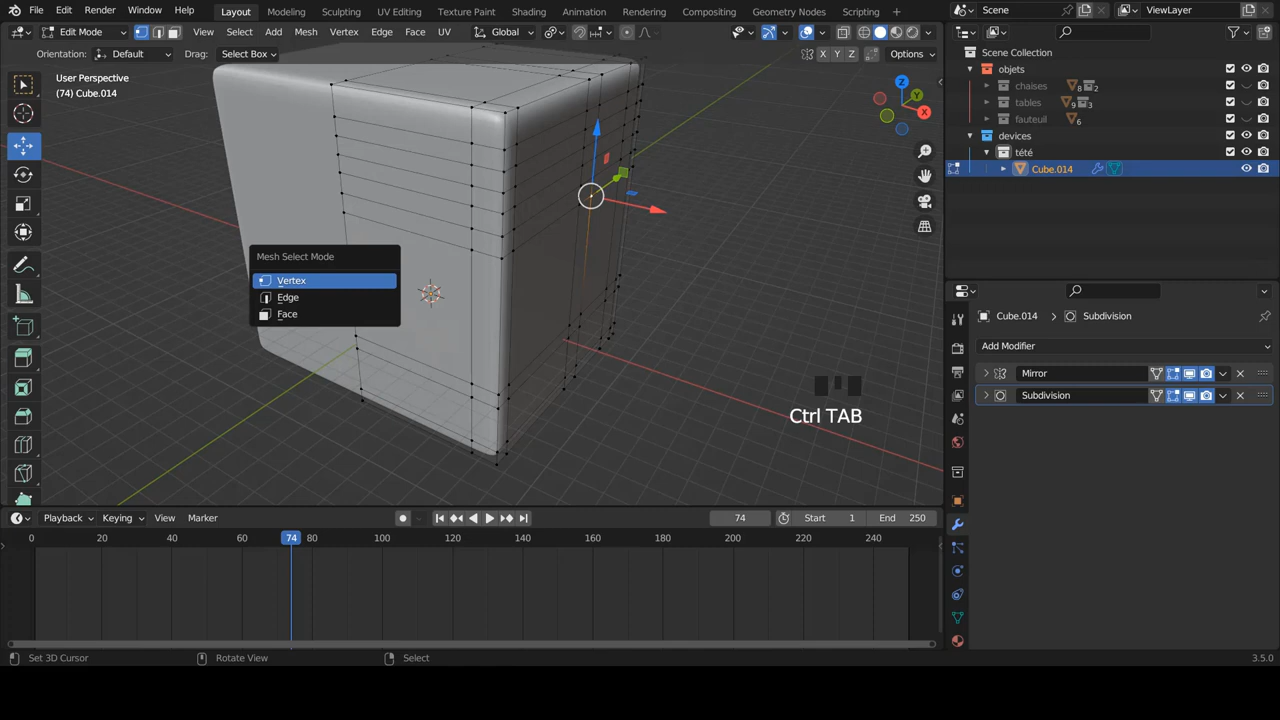 File Edit Render Window Help Layout Modeling Sculpting UV Editing Texture Paint Shading Animation Rendering Compositing Geometry Nodes Scripting Scene ViewLayer
Edit Mode View Select Add Mesh Vertex Edge Face UV Global
Orientation: Default Drag: Select Box X Y Z Options
User Perspective
(74) Cube.014
Z
Y
X
Mesh Select Mode
Vertex
Edge
Face
Ctrl TAB
Scene Collection
objets
chaises 8 2
tables 9 3
fauteuil 6
devices
tété
Cube.014
Cube.014 > Subdivision
Add Modifier
Mirror
Subdivision
Playback Keying View Marker 74 Start 1 End 250
0 20 40 60 74 80 100 120 140 160 180 200 220 240
Set 3D Cursor Rotate View Select 3.5.0